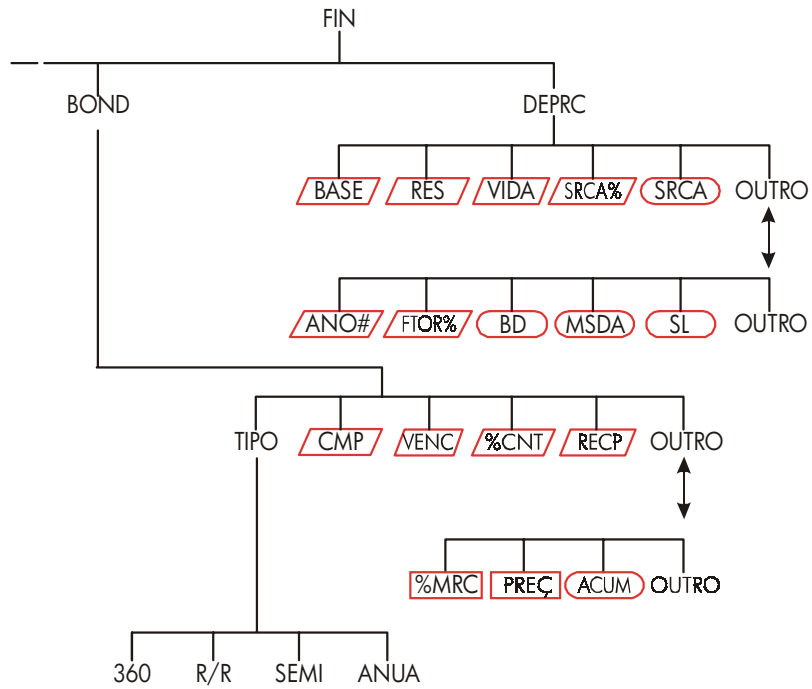 FIN
BOND DEPRC
BASE RES VIDA SRCA% SRCA OUTRO
ANO# FTOR% BD MSDA SL OUTRO
TIPO CMP VENC %CNT RECP OUTRO
%MRC PREÇ ACUM OUTRO
360 R/R SEMI ANUA